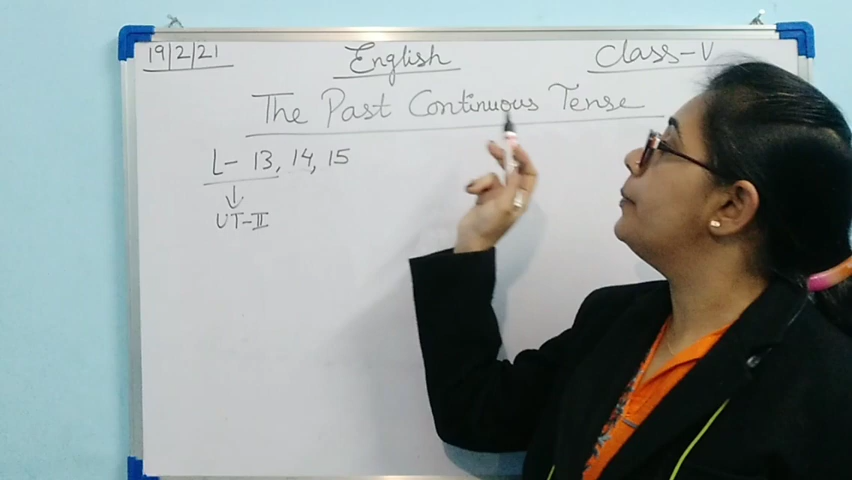 19/2/21 English Class-V
The Past Continuous Tense
L- 13, 14, 15
↓
UT-II